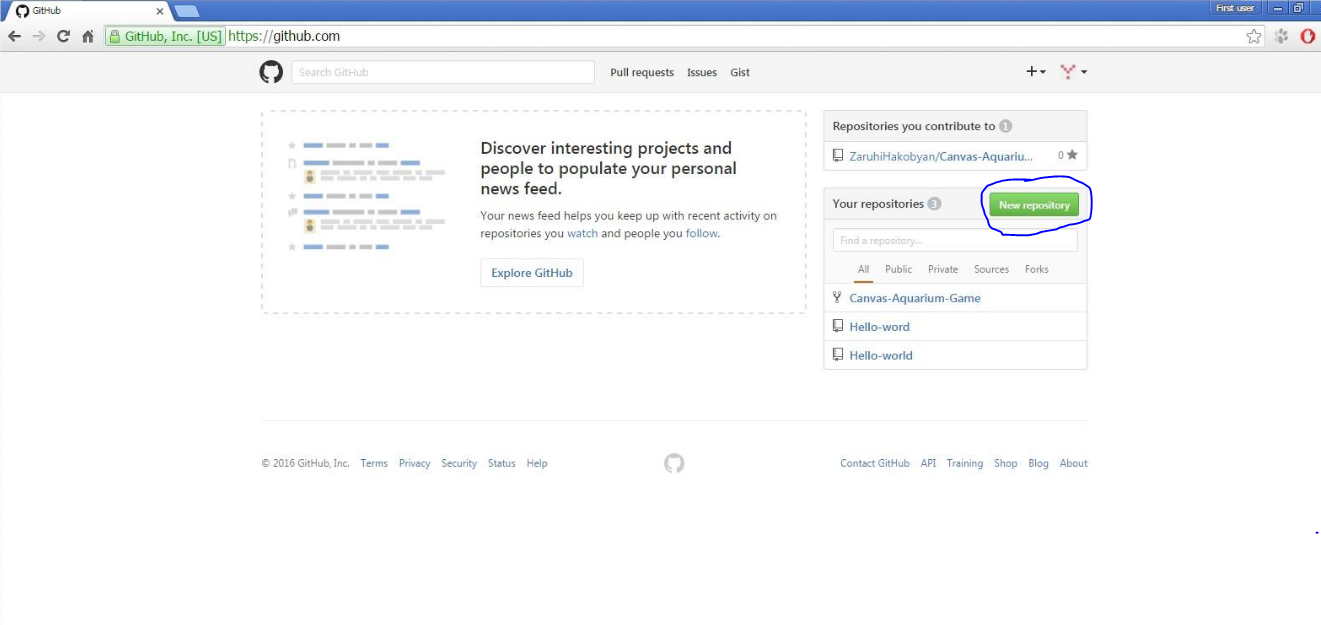 GitHub
First user
GitHub, Inc. [US] https://github.com
Search GitHub
Pull requests Issues Gist
Discover interesting projects and
people to populate your personal
news feed.
Your news feed helps you keep up with recent activity on
repositories you watch and people you follow.
Explore GitHub
Repositories you contribute to 1
ZaruhiHakobyan/Canvas-Aquariu... 0
Your repositories 3 New repository
Find a repository...
All Public Private Sources Forks
Canvas-Aquarium-Game
Hello-word
Hello-world
© 2016 GitHub, Inc. Terms Privacy Security Status Help
Contact GitHub API Training Shop Blog About